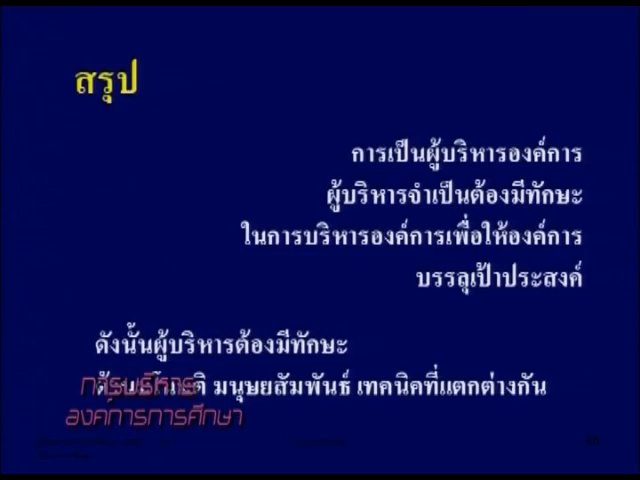 สรุป
การเป็นผู้บริหารองค์การ
ผู้บริหารจำเป็นต้องมีทักษะ
ในการบริหารองค์การเพื่อให้องค์การ
บรรลุเป้าประสงค์
ดังนั้นผู้บริหารต้องมีทักษะ
มนุษยสัมพันธ์ เทคนิคที่แตกต่างกัน
การบริหาร
องค์การการศึกษา